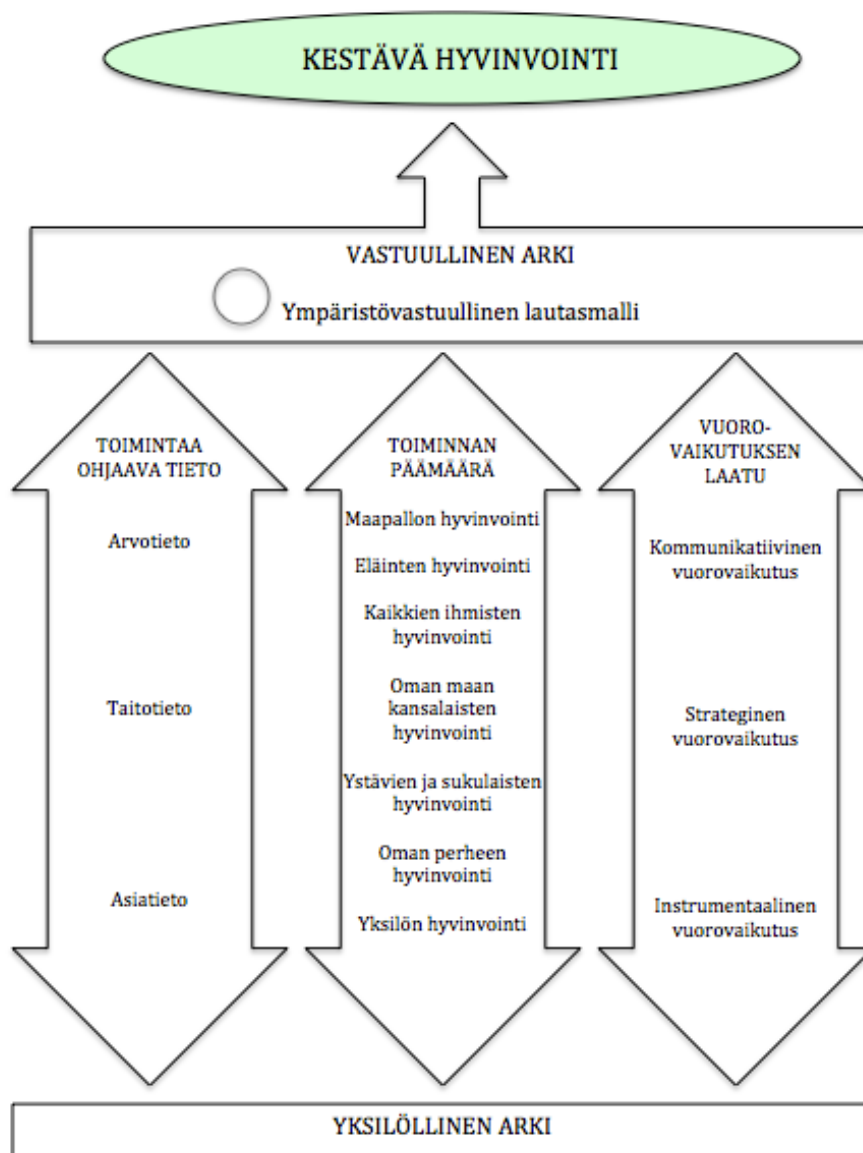 KESTÄVÄ HYVINVOINTI
VASTUULLINEN ARKI
Ympäristövastuullinen lautasmalli
TOIMINTAA
OHJAAVA TIETO
Arvotieto
Taitotieto
Asiatieto
TOIMINNAN
PÄÄMÄÄRÄ
Maapallon hyvinvointi
Eläinten hyvinvointi
Kaikkien ihmisten
hyvinvointi
Oman maan
kansalaisten
hyvinvointi
Ystävien ja sukulaisten
hyvinvointi
Oman perheen
hyvinvointi
Yksilön hyvinvointi
VUORO-
VAIKUTUKSEN
LAATU
Kommunikatiivinen
vuorovaikutus
Strateginen
vuorovaikutus
Instrumentaalinen
vuorovaikutus
YKSILÖLLINEN ARKI